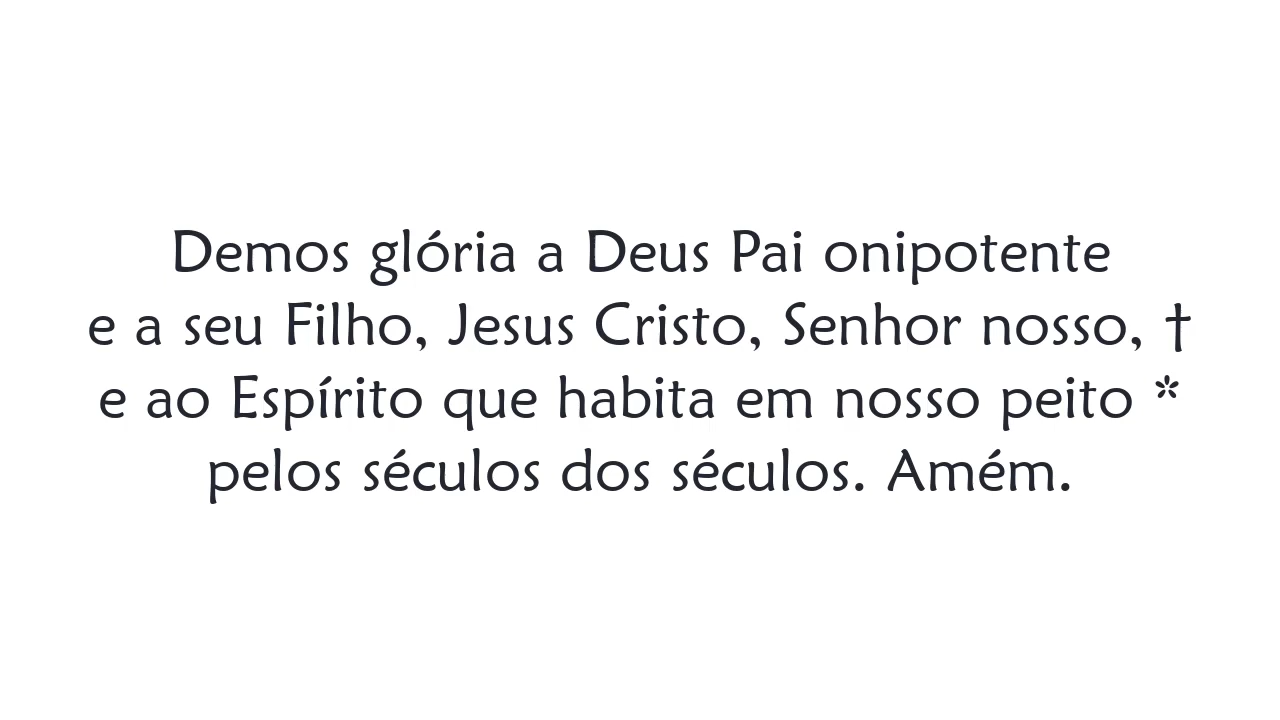 Demos glória a Deus Pai onipotente
e a seu Filho, Jesus Cristo, Senhor nosso, †
e ao Espírito que habita em nosso peito *
pelos séculos dos séculos. Amém.